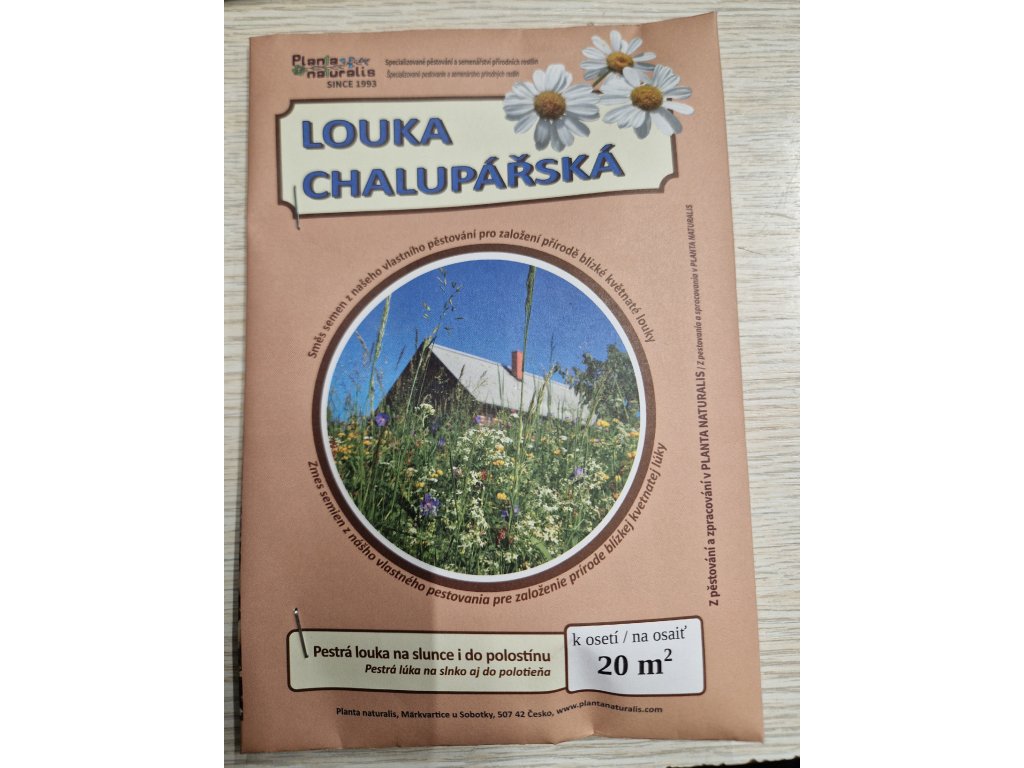 Planta naturalis
SINCE 1993
Specializované pěstování a semenářství přírodních rostlin
Špecializované pestovanie a semenárstvo prírodných rastlín
LOUKA
CHALUPÁŘSKÁ
Směs semen z našeho vlastního pěstování pro založení přírodě blízké květnaté louky
Zmes semien z nášho vlastného pestovania pre založenie prírode blízkej kvetnatej lúky
Z pěstování a zpracování v PLANTA NATURALIS / Z pestovania a spracovania v PLANTA NATURALIS
Pestrá louka na slunce i do polostínu
Pestrá lúka na slnko aj do polotieňa
k osetí / na osaiť
20 m²
Planta naturalis, Markvartice u Sobotky, 507 42 Česko, www.plantanaturalis.com